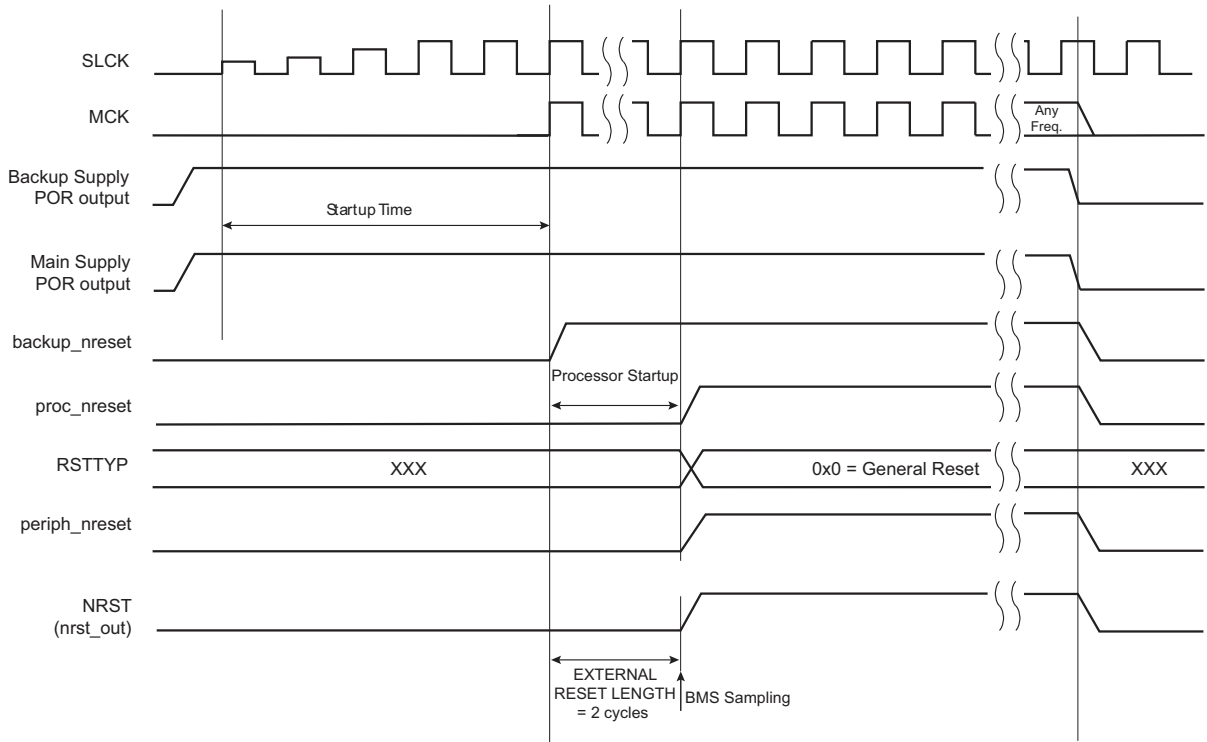 SLCK
MCK
Any
Freq.
Backup Supply
POR output
Startup Time
Main Supply
POR output
backup_nreset
Processor Startup
proc_nreset
RSTTYP
XXX
0x0 = General Reset
XXX
periph_nreset
NRST
(nrst_out)
EXTERNAL
RESET LENGTH
= 2 cycles
BMS Sampling